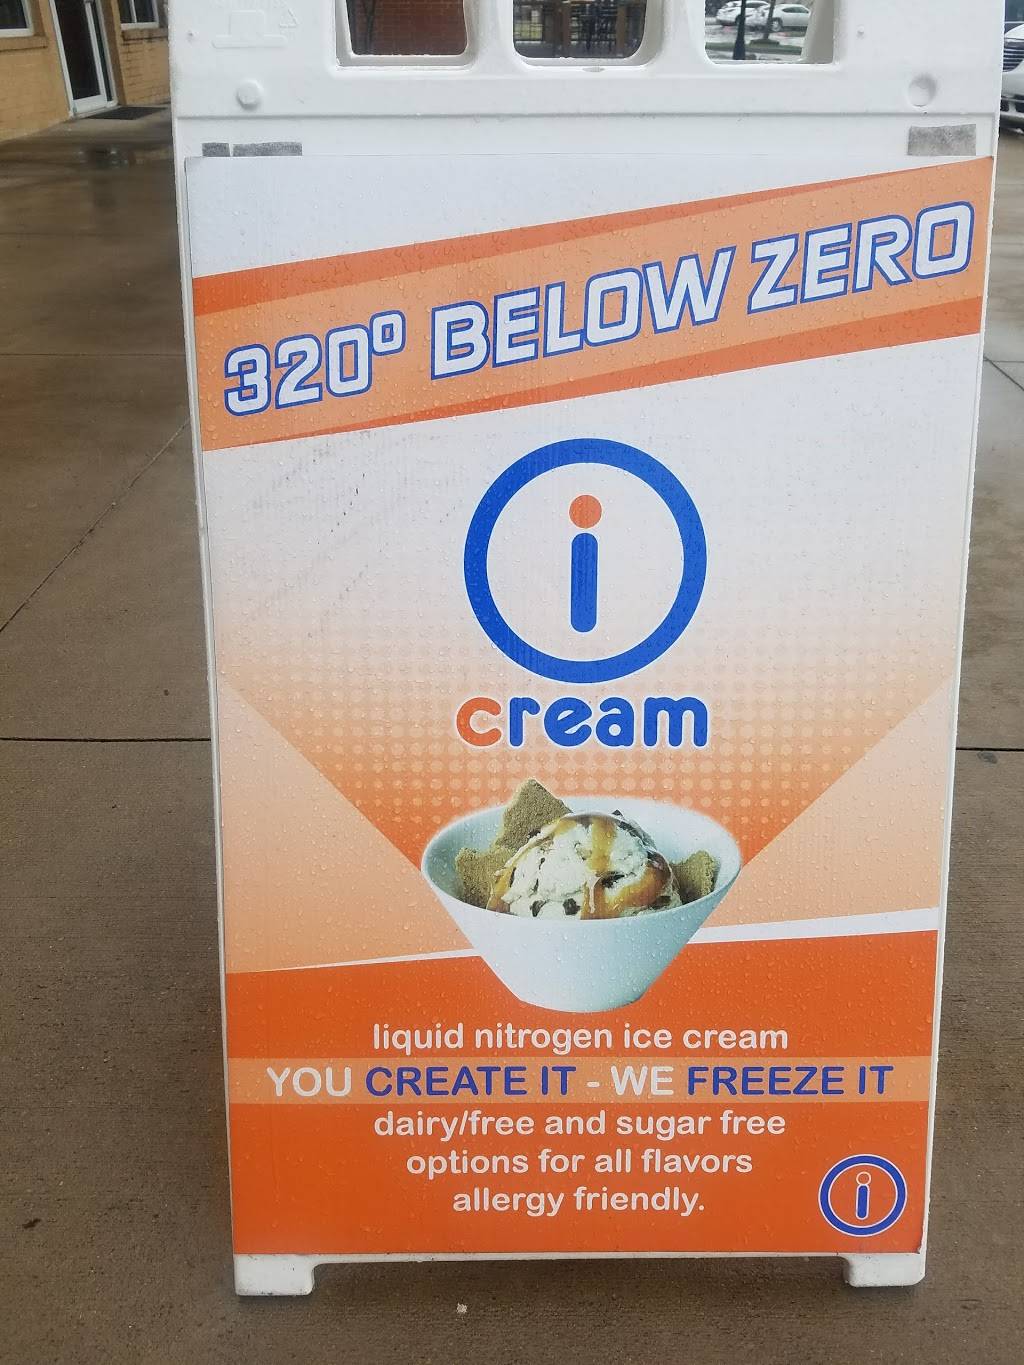 320° BELOW ZERO
i
cream
liquid nitrogen ice cream
YOU CREATE IT - WE FREEZE IT
dairy/free and sugar free
options for all flavors
allergy friendly.
i